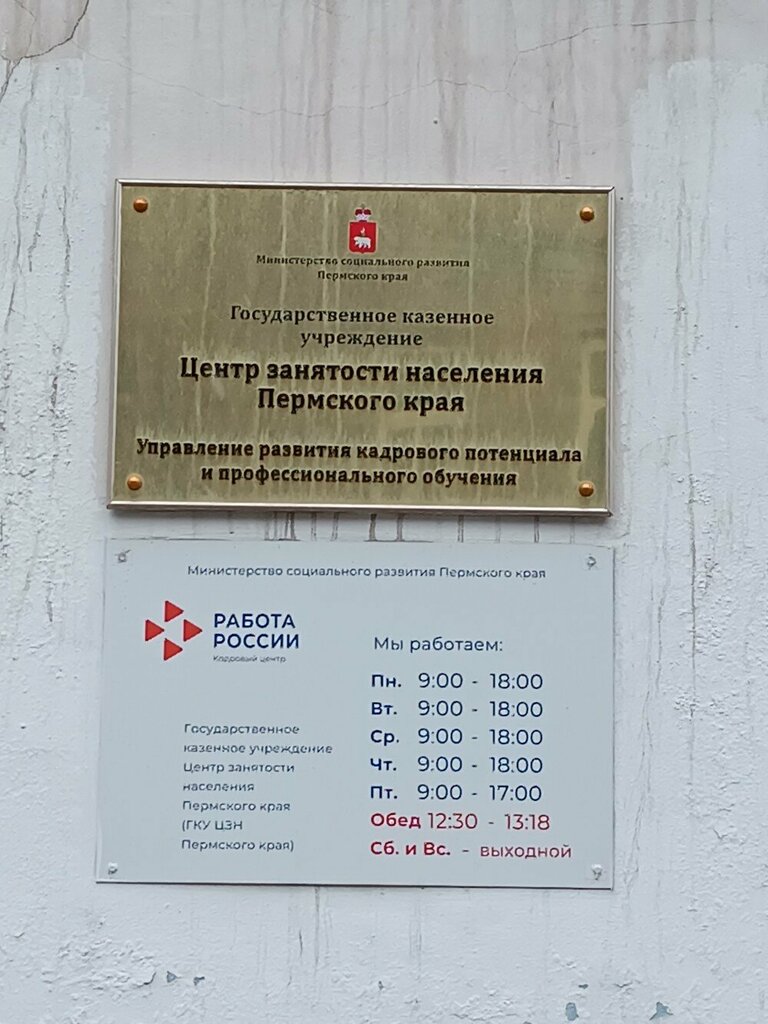 Министерство социального развития
Пермского края
Государственное казенное
учреждение
Центр занятости населения
Пермского края
Управление развития кадрового потенциала
и профессионального обучения
Министерство социального развития Пермского края
РАБОТА
РОССИИ
Кадровый центр
Государственное
казенное учреждение
Центр занятости
населения
Пермского края
(ГКУ ЦЗН
Пермского края)
Мы работаем:
Пн. 9:00 - 18:00
Вт. 9:00 - 18:00
Ср. 9:00 - 18:00
Чт. 9:00 - 18:00
Пт. 9:00 - 17:00
Обед 12:30 - 13:18
Сб. и Вс. - выходной